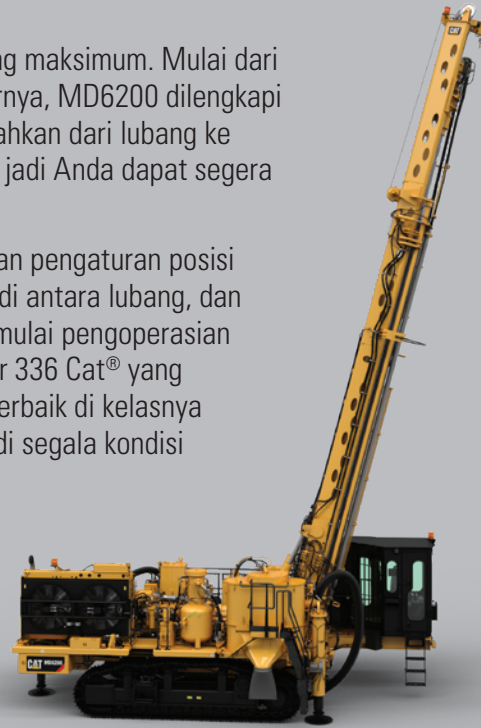 ng maksimum. Mulai dari
rnya, MD6200 dilengkapi
ahkan dari lubang ke
jadi Anda dapat segera
an pengaturan posisi
di antara lubang, dan
mulai pengoperasian
r 336 Cat® yang
erbaik di kelasnya
di segala kondisi
CAT
CAT MD6200